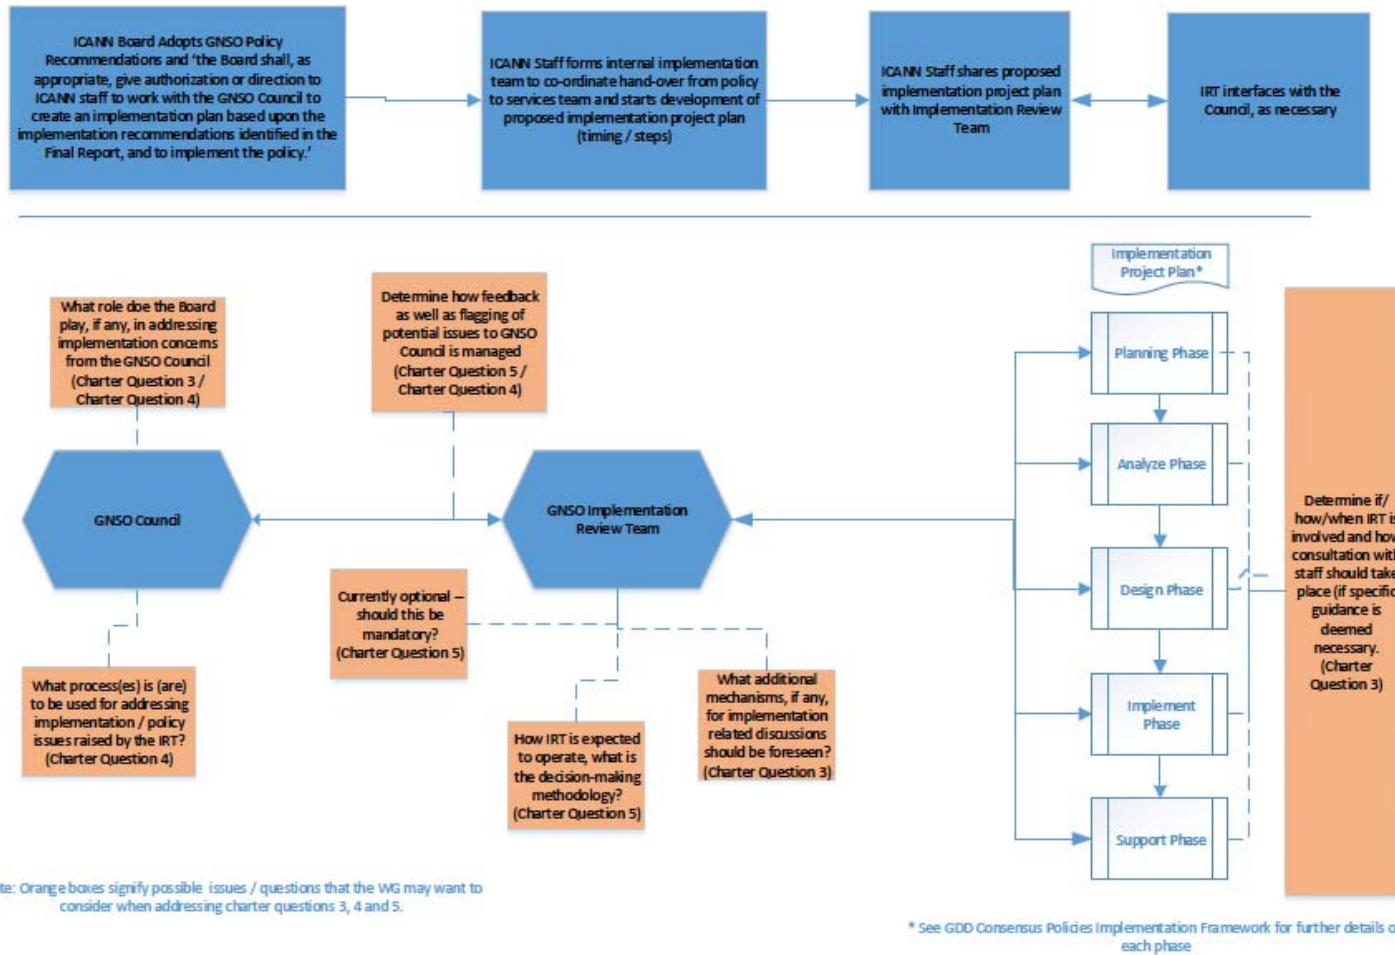 ICANN Board Adopts GNSO Policy
Recommendations and 'the Board shall, as
appropriate, give authorization or direction to
ICANN staff to work with the GNSO Council to
create an implementation plan based upon the
implementation recommendations identified in the
Final Report, and to implement the policy.'
ICANN Staff forms internal implementation
team to co-ordinate hand-over from policy
to services team and starts development of
proposed implementation project plan
(timing / steps)
ICANN Staff shares proposed
implementation project plan
with Implementation Review
Team
IRT interfaces with the
Council, as necessary
Implementation
Project Plan*
What role doe the Board
play, if any, in addressing
implementation concerns
from the GNSO Council
(Charter Question 3 /
Charter Question 4)
Determine how feedback
as well as flagging of
potential issues to GNSO
Council is managed
(Charter Question 5 /
Charter Question 4)
GNSO Council
GNSO Implementation
Review Team
Planning Phase
Analyze Phase
Design Phase
Implement
Phase
Support Phase
Determine if/
how/when IRT is
involved and how
consultation with
staff should take
place (if specific
guidance is
deemed
necessary.
(Charter
Question 3)
Currently optional –
should this be
mandatory?
(Charter Question 5)
What process(es) is (are)
to be used for addressing
implementation / policy
issues raised by the IRT?
(Charter Question 4)
How IRT is expected
to operate, what is
the decision-making
methodology?
(Charter Question 5)
What additional
mechanisms, if any,
for implementation
related discussions
should be foreseen?
(Charter Question 3)
te: Orange boxes signify possible issues / questions that the WG may want to
consider when addressing charter questions 3, 4 and 5.
* See GDD Consensus Policies Implementation Framework for further details o
each phase